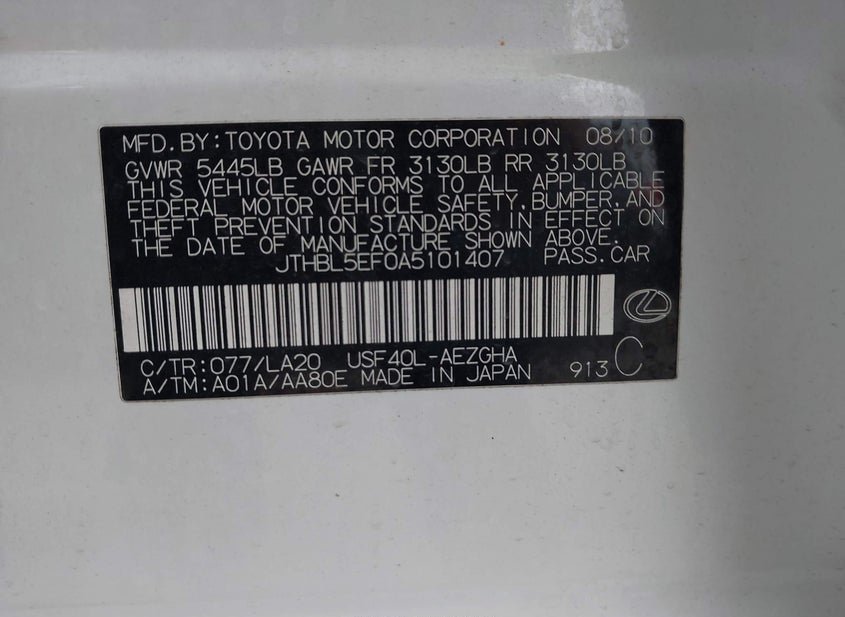 MFD.BY:TOYOTA MOTOR CORPORATION 08/10
GVWR 5445LB GAWR FR 3130LB RR 3130LB
THIS VEHICLE CONFORMS TO ALL APPLICABLE
FEDERAL MOTOR VEHICLE SAFETY,BUMPER,AND
THEFT PREVENTION STANDARDS IN EFFECT ON
THE DATE OF MANUFACTURE SHOWN ABOVE.
JTHBL5EF0A5101407 PASS.CAR
C/TR:077/LA20 USF40L-AEZGHA
A/TM:A01A/AA80E MADE IN JAPAN 913 C